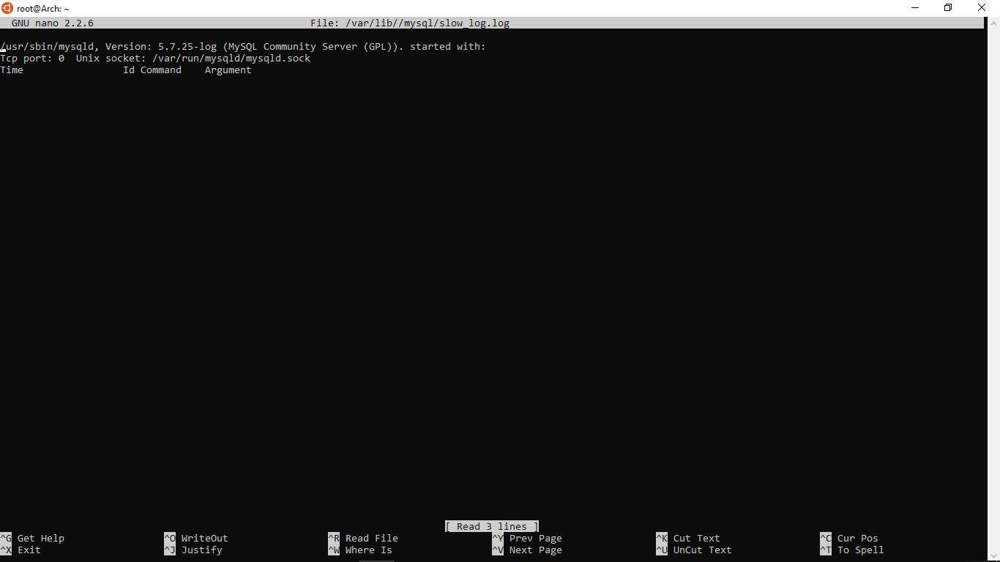 root@Arch: ~
GNU nano 2.2.6 File: /var/lib//mysql/slow_log.log
/usr/sbin/mysqld, Version: 5.7.25-log (MySQL Community Server (GPL)). started with:
Tcp port: 0 Unix socket: /var/run/mysqld/mysqld.sock
Time Id Command Argument
[ Read 3 lines ]
^G Get Help ^O WriteOut ^R Read File ^Y Prev Page ^K Cut Text ^C Cur Pos
^X Exit ^J Justify ^W Where Is ^V Next Page ^U UnCut Text ^T To Spell